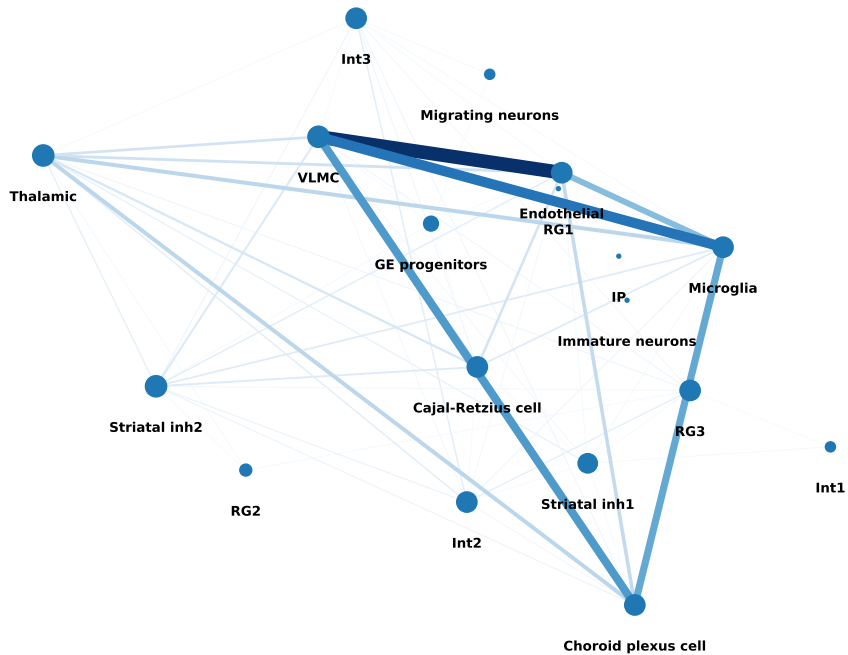 Int3
Migrating neurons
VLMC
Thalamic
Endothelial
RG1
GE progenitors
Microglia
IP
Immature neurons
Cajal-Retzius cell
Striatal inh2
RG3
Int1
Striatal inh1
RG2
Int2
Choroid plexus cell